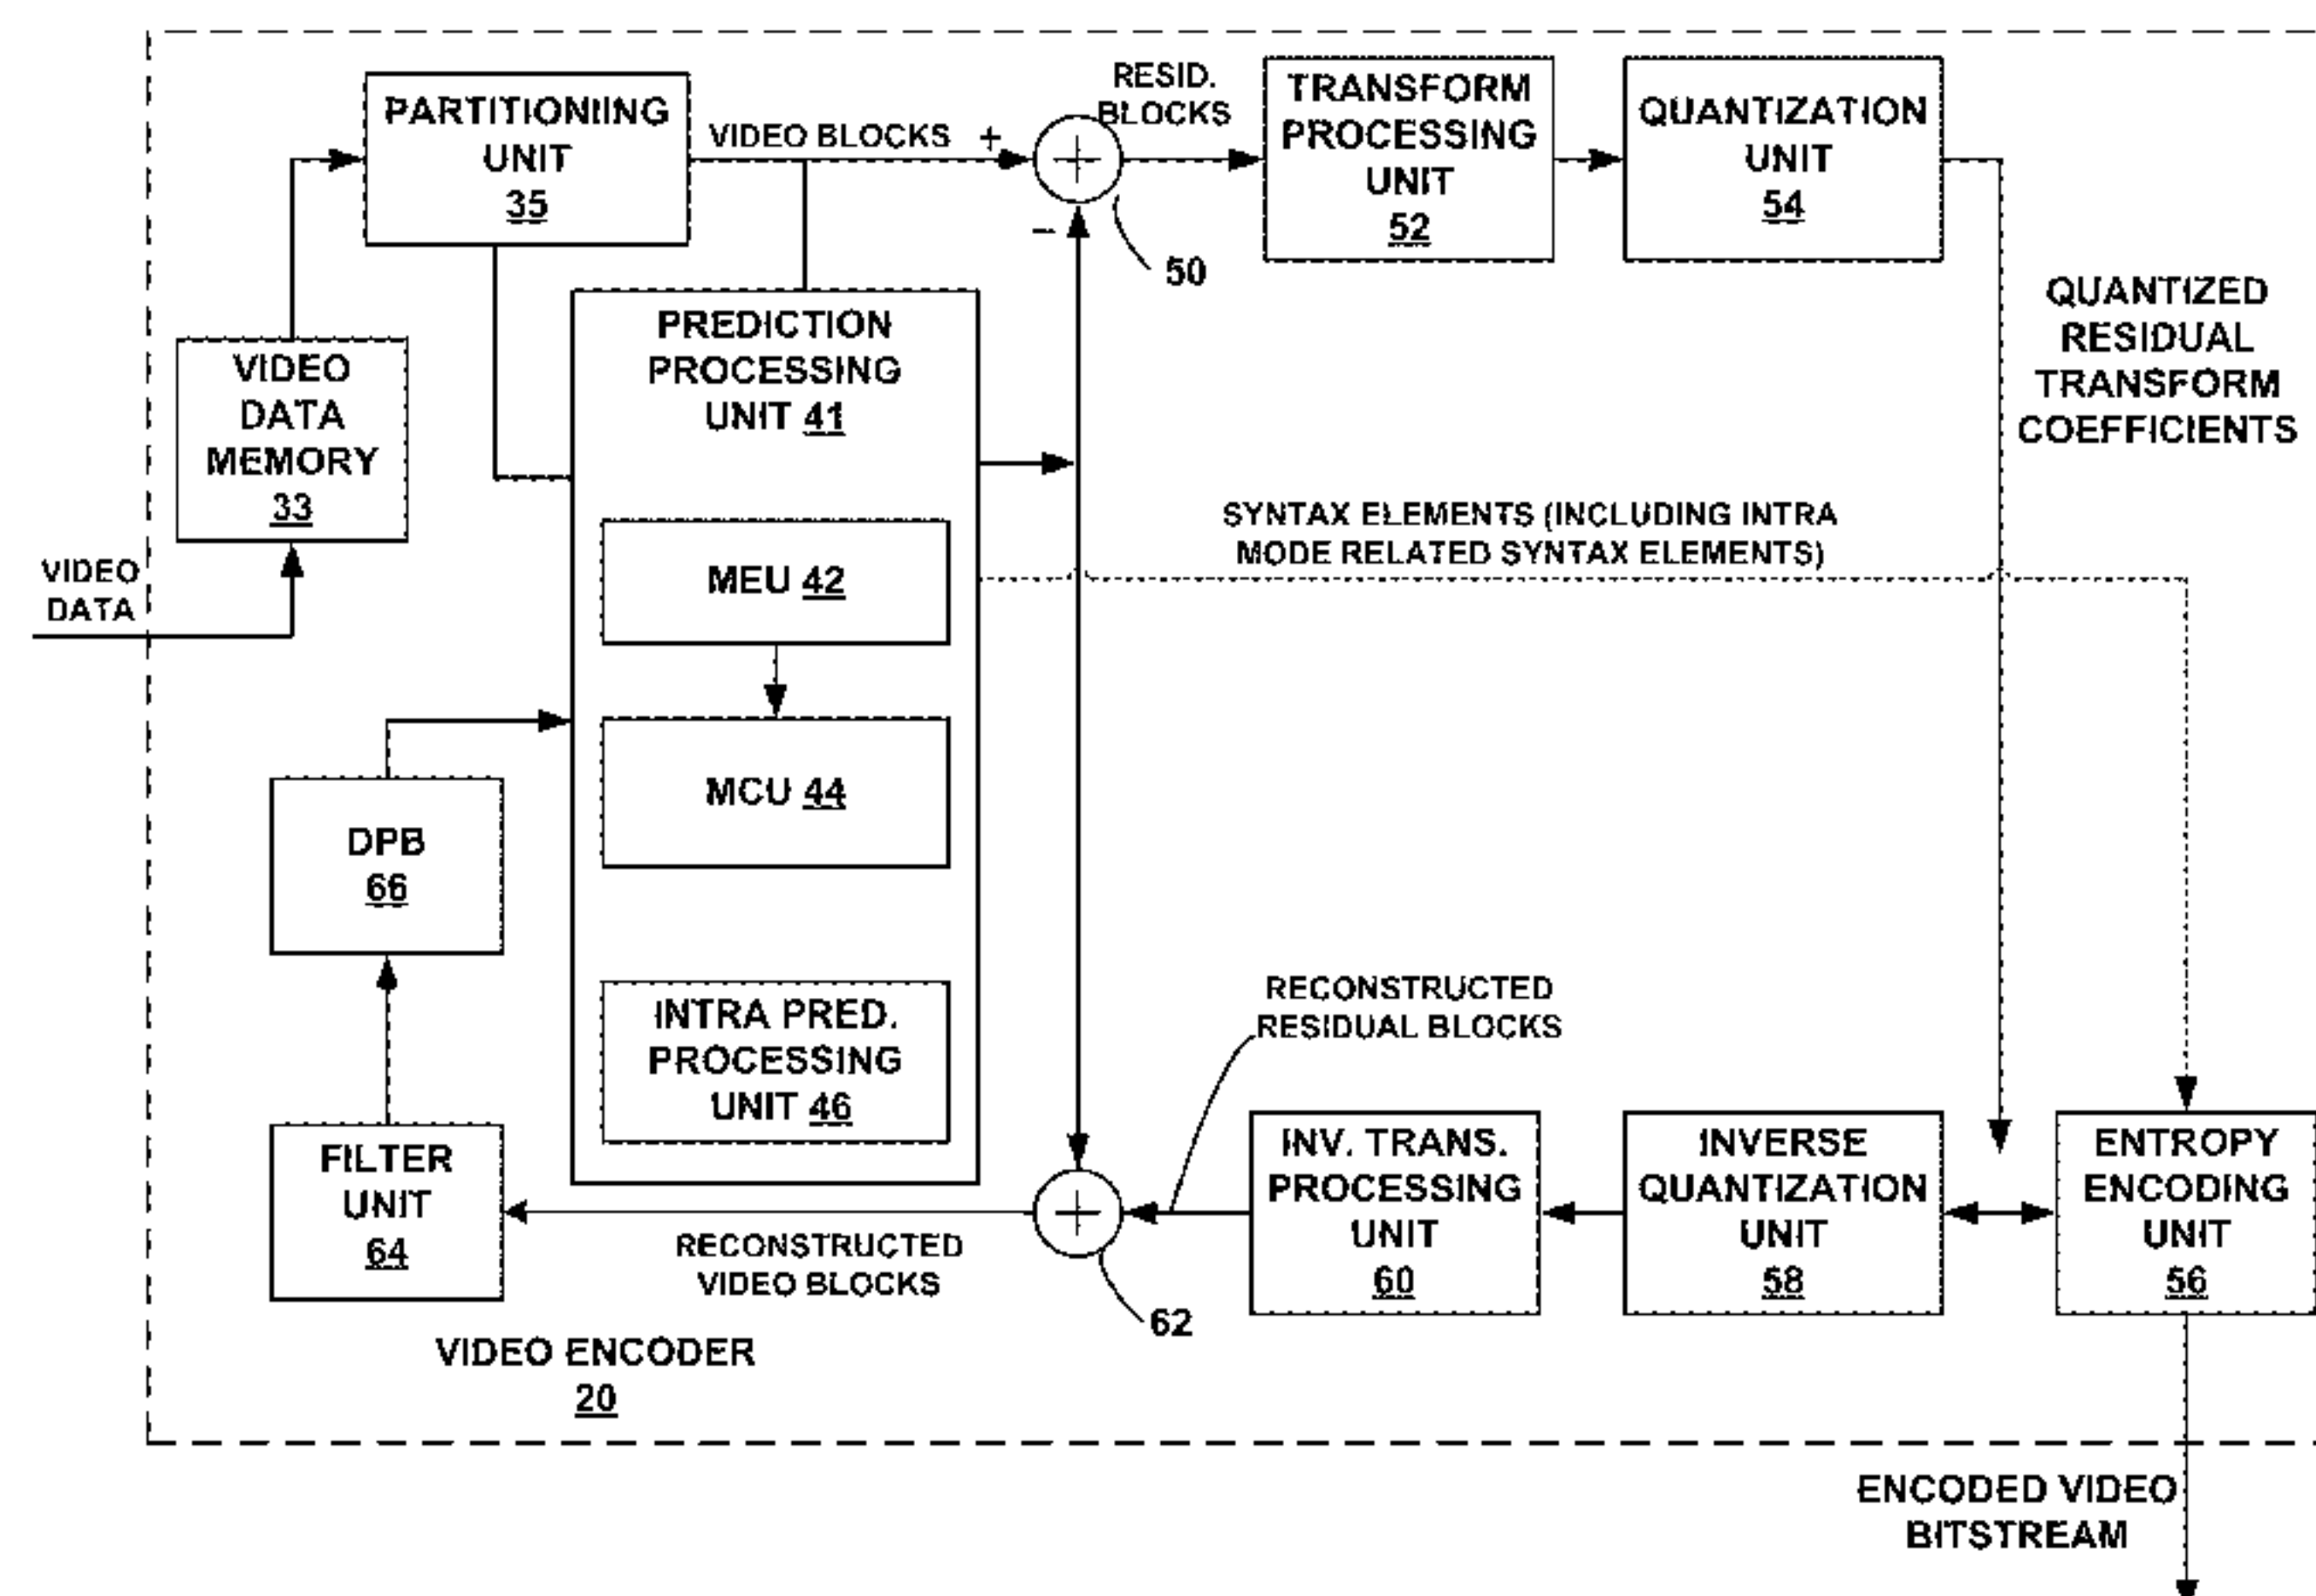 PARTITIONIING
UNIT
35
VIDEO BLOCKS
+
RESID.
BLOCKS
TRANSFORM
PROCESSING
UNIT
52
QUANTIZATION
UNIT
54
–
50
VIDEO
DATA
MEMORY
33
VIDEO
DATA
PREDICTION
PROCESSING
UNIT 41
MEU 42
MCU 44
INTRA PRED.
PROCESSING
UNIT 46
QUANTIZED
RESIDUAL
TRANSFORM
COEFFICIENTS
SYNTAX ELEMENTS (INCLUDING INTRA
MODE RELATED SYNTAX ELEMENTS)
DPB
66
FILTER
UNIT
64
RECONSTRUCTED
RESIDUAL BLOCKS
INV. TRANS.
PROCESSING
UNIT
60
INVERSE
QUANTIZATION
UNIT
58
ENTROPY
ENCODING
UNIT
56
RECONSTRUCTED
VIDEO BLOCKS
62
VIDEO ENCODER
20
ENCODED VIDEO
BITSTREAM